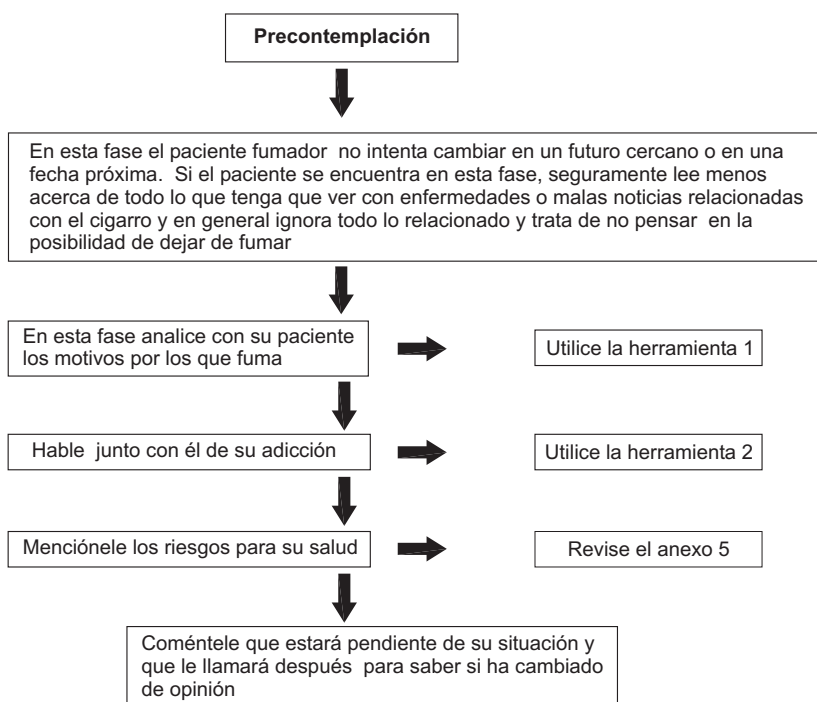 Precontemplación
En esta fase el paciente fumador no intenta cambiar en un futuro cercano o en una
fecha próxima. Si el paciente se encuentra en esta fase, seguramente lee menos
acerca de todo lo que tenga que ver con enfermedades o malas noticias relacionadas
con el cigarro y en general ignora todo lo relacionado y trata de no pensar en la
posibilidad de dejar de fumar
En esta fase analice con su paciente
los motivos por los que fuma
Utilice la herramienta 1
Hable junto con él de su adicción
Utilice la herramienta 2
Menciónele los riesgos para su salud
Revise el anexo 5
Coméntele que estará pendiente de su situación y
que le llamará después para saber si ha cambiado
de opinión